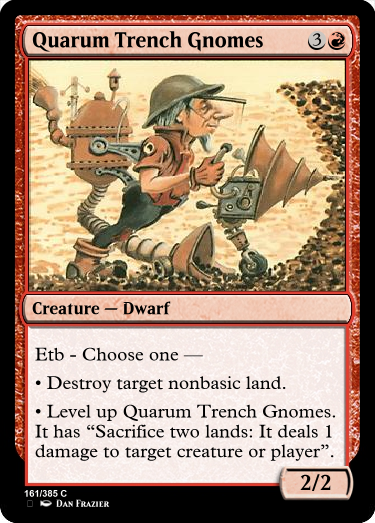 Quarum Trench Gnomes 3
Creature — Dwarf
Etb - Choose one —
• Destroy target nonbasic land.
• Level up Quarum Trench Gnomes.
It has “Sacrifice two lands: It deals 1
damage to target creature or player”.
2/2
161/385 C
Dan Frazier